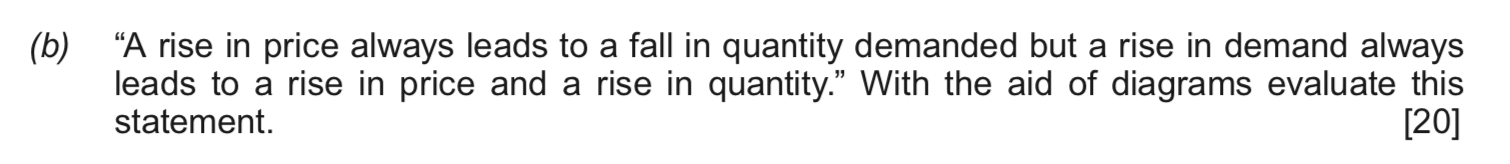 (b) “A rise in price always leads to a fall in quantity demanded but a rise in demand always
leads to a rise in price and a rise in quantity.” With the aid of diagrams evaluate this
statement. [20]